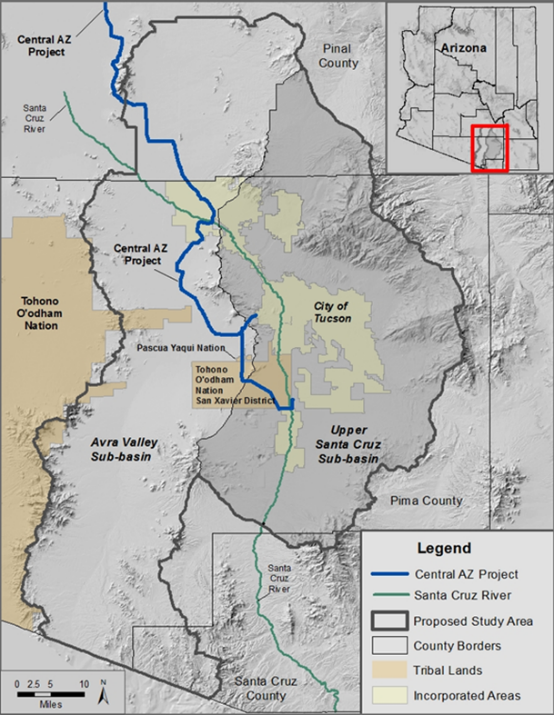 Central AZ
Project
Santa
Cruz
River
Pinal
County
Arizona
Central AZ
Project
City of
Tucson
Tohono
O'odham
Nation
Pascua Yaqui Nation
Tohono
O'odham
Nation
San Xavier District
Avra Valley
Sub-basin
Upper
Santa Cruz
Sub-basin
Pima County
Santa
Cruz
River
Santa Cruz
County
Legend
Central AZ Project
Santa Cruz River
Proposed Study Area
County Borders
Tribal Lands
Incorporated Areas
0 2.5 5 10
Miles
N